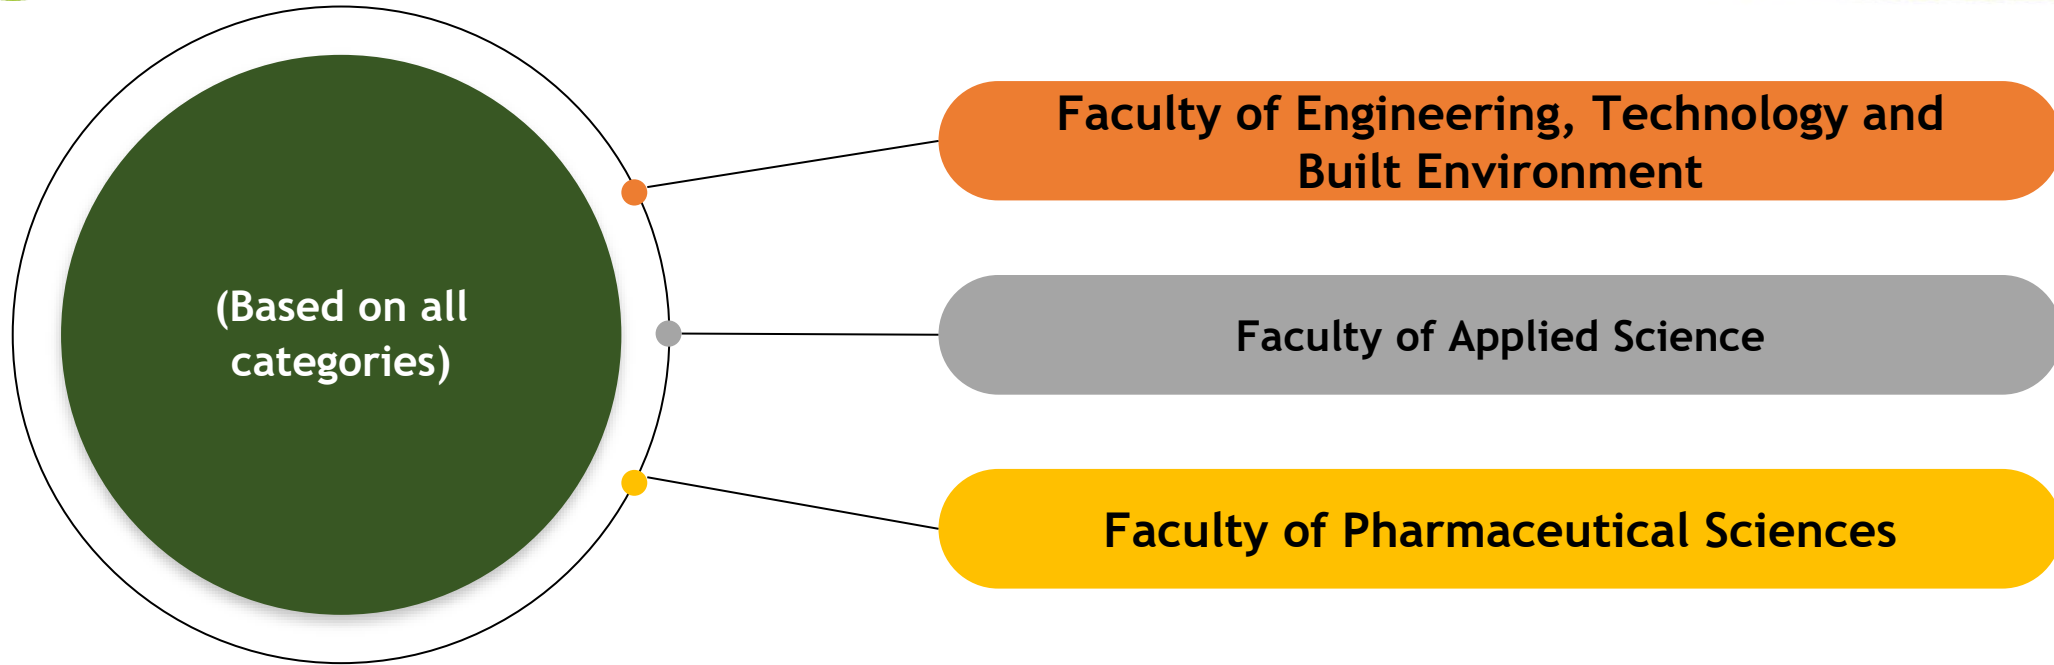 (Based on all
categories)
Faculty of Engineering, Technology and
Built Environment
Faculty of Applied Science
Faculty of Pharmaceutical Sciences